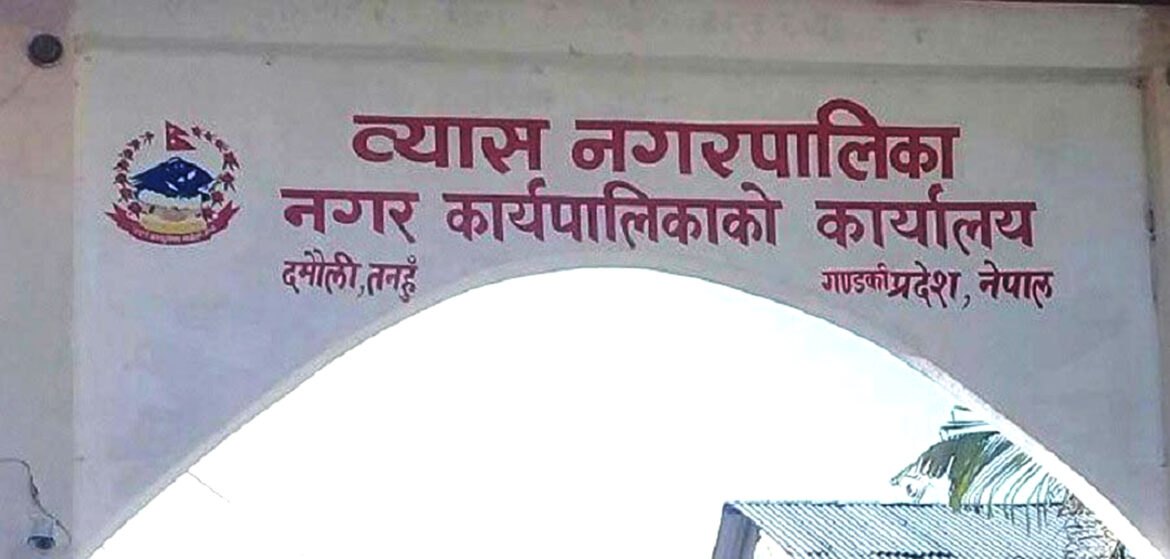 व्यास नगरपालिका
नगर कार्यपालिकाको कार्यालय
दमौली, तनहुँ
गण्डकी प्रदेश, नेपाल